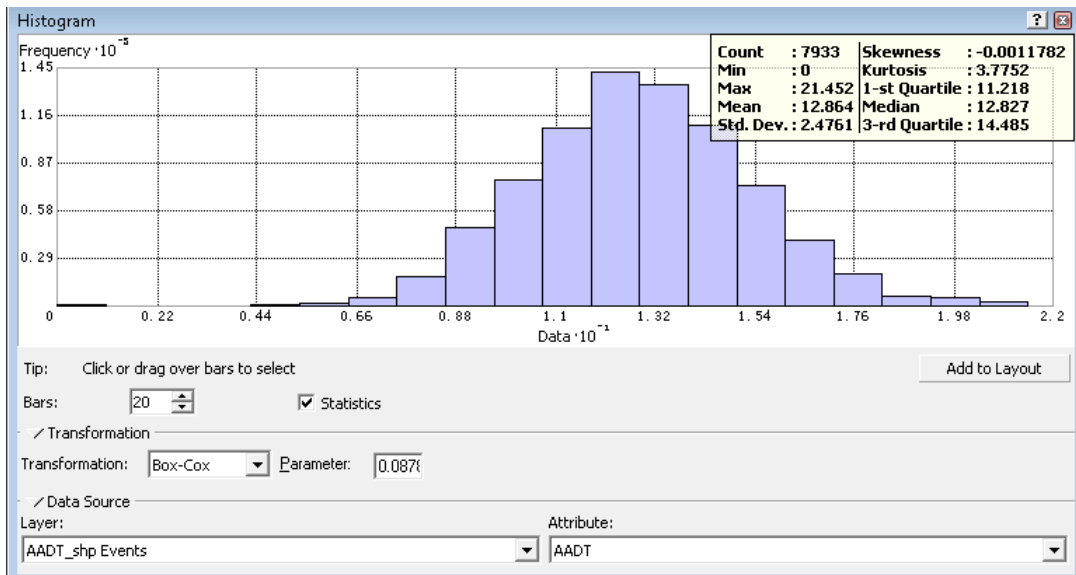 Histogram
Frequency ·10⁻⁵
Count : 7933 Skewness : -0.0011782
Min : 0 Kurtosis : 3.7752
Max : 21.452 1-st Quartile : 11.218
Mean : 12.864 Median : 12.827
Std. Dev. : 2.4761 3-rd Quartile : 14.485
1.45
1.16
0.87
0.58
0.29
0 0.22 0.44 0.66 0.88 1.1 1.32 1.54 1.76 1.98 2.2
Data ·10⁻¹
Tip: Click or drag over bars to select
Add to Layout
Bars: 20 Statistics
Transformation
Transformation: Box-Cox Parameter: 0.0878
Data Source
Layer: Attribute:
AADT_shp Events AADT